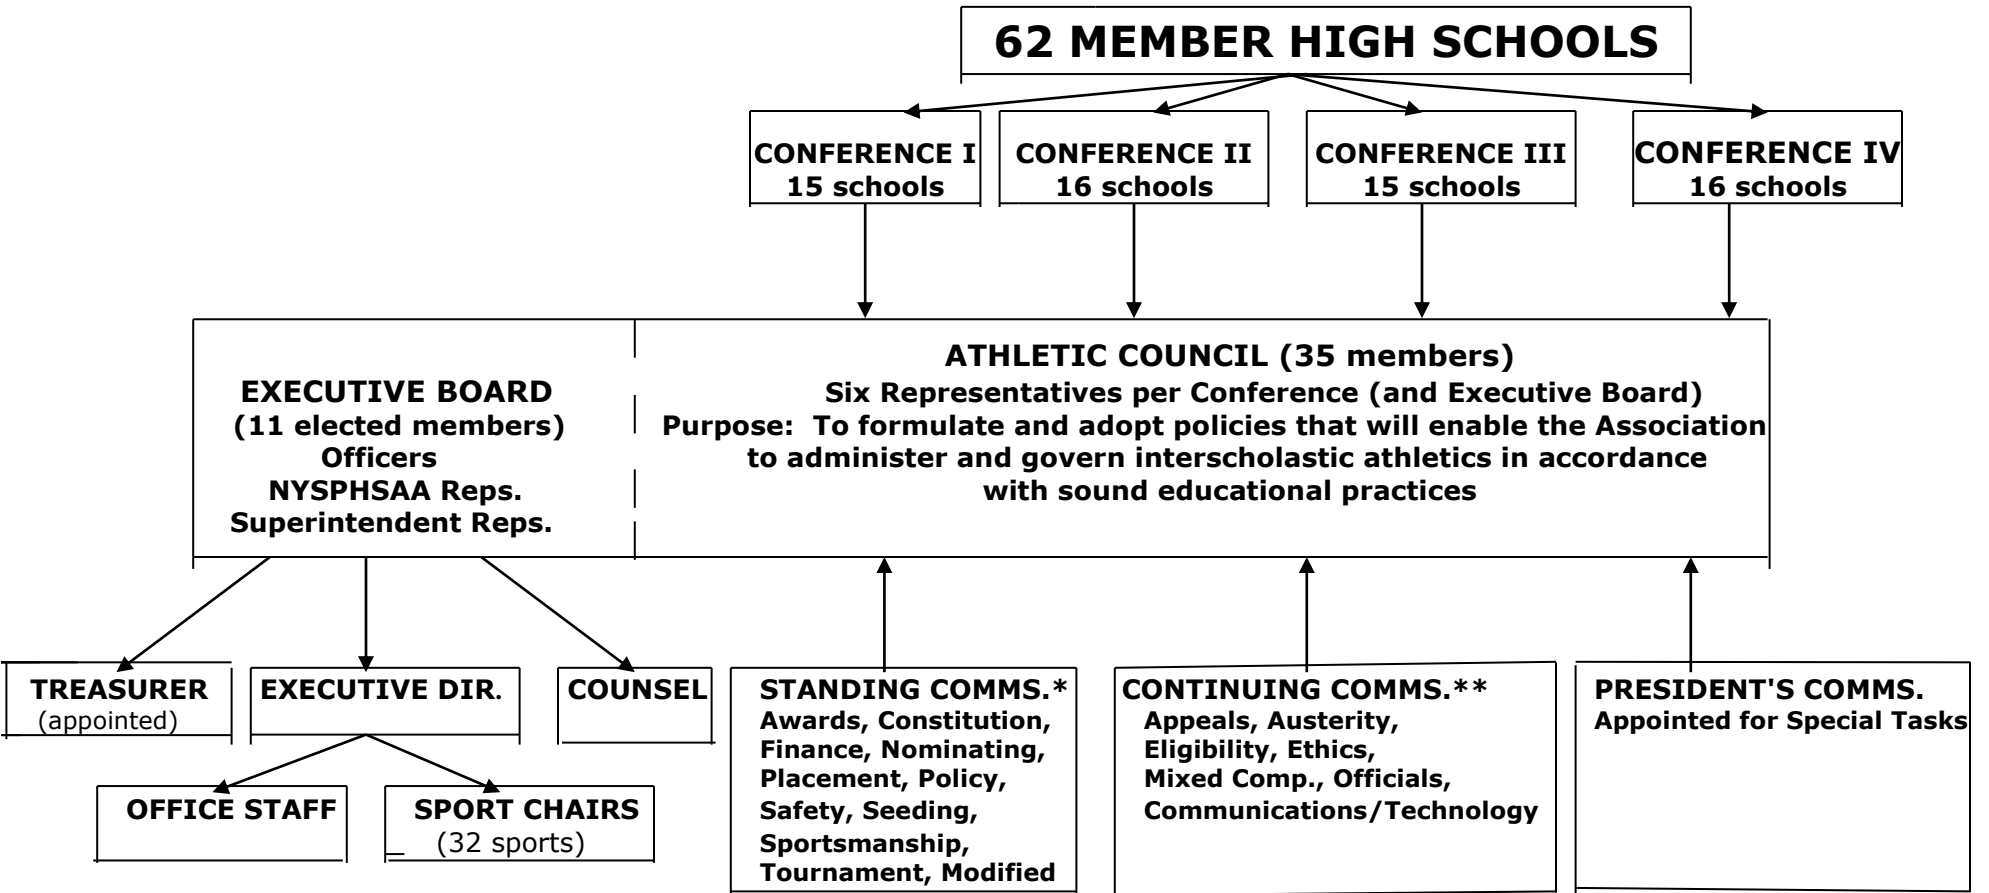 62 MEMBER HIGH SCHOOLS
CONFERENCE I
15 schools
CONFERENCE II
16 schools
CONFERENCE III
15 schools
CONFERENCE IV
16 schools
EXECUTIVE BOARD
(11 elected members)
Officers
NYSPHSAA Reps.
Superintendent Reps.
ATHLETIC COUNCIL (35 members)
Six Representatives per Conference (and Executive Board)
Purpose: To formulate and adopt policies that will enable the Association
to administer and govern interscholastic athletics in accordance
with sound educational practices
TREASURER
(appointed)
EXECUTIVE DIR.
COUNSEL
OFFICE STAFF
SPORT CHAIRS
(32 sports)
STANDING COMMS.*
Awards, Constitution,
Finance, Nominating,
Placement, Policy,
Safety, Seeding,
Sportsmanship,
Tournament, Modified
CONTINUING COMMS.**
Appeals, Austerity,
Eligibility, Ethics,
Mixed Comp., Officials,
Communications/Technology
PRESIDENT'S COMMS.
Appointed for Special Tasks